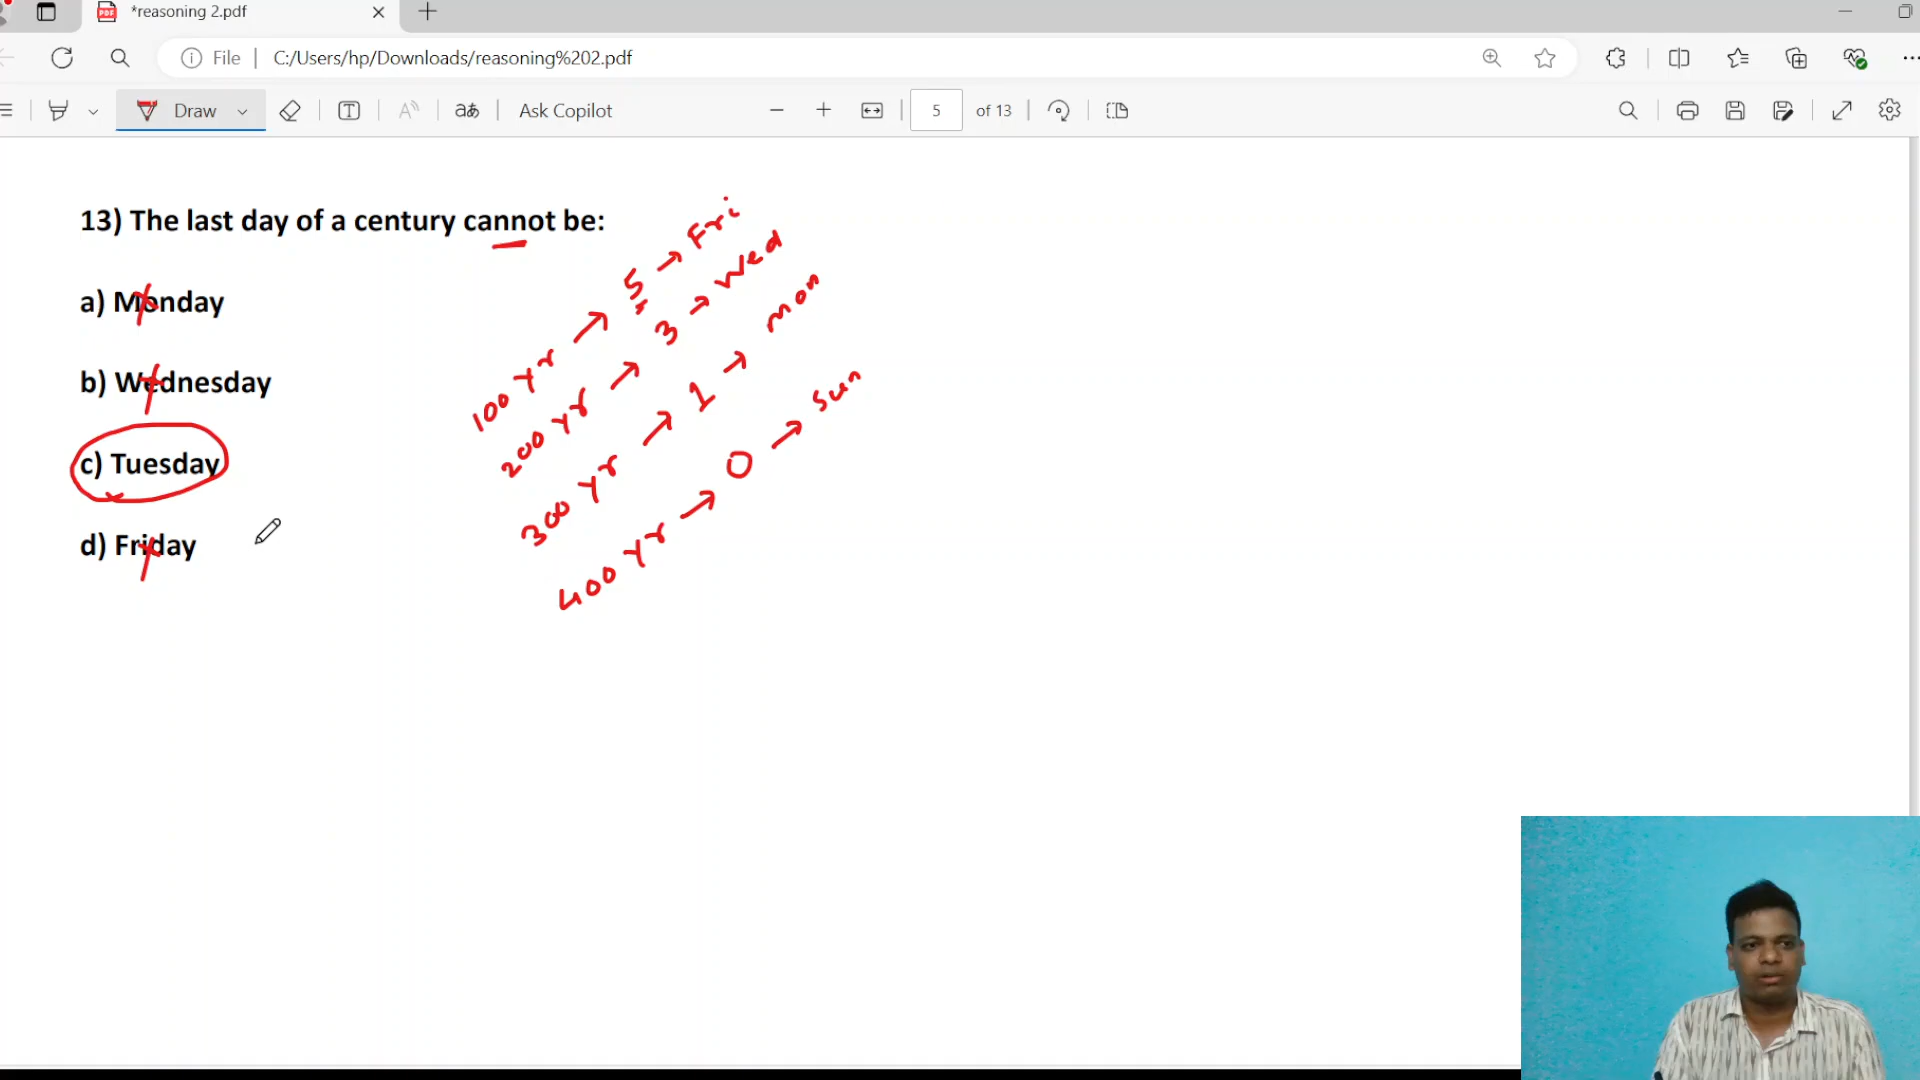 *reasoning 2.pdf
File | C:/Users/hp/Downloads/reasoning%202.pdf
Draw
T
A
aあ
Ask Copilot
5 of 13
13) The last day of a century cannot be:
a) Monday
b) Wednesday
c) Tuesday
d) Friday
100 yr → 5 → Fri
200 yr → 3 → Wed
300 yr → 1 → mon
400 yr → 0 → sun